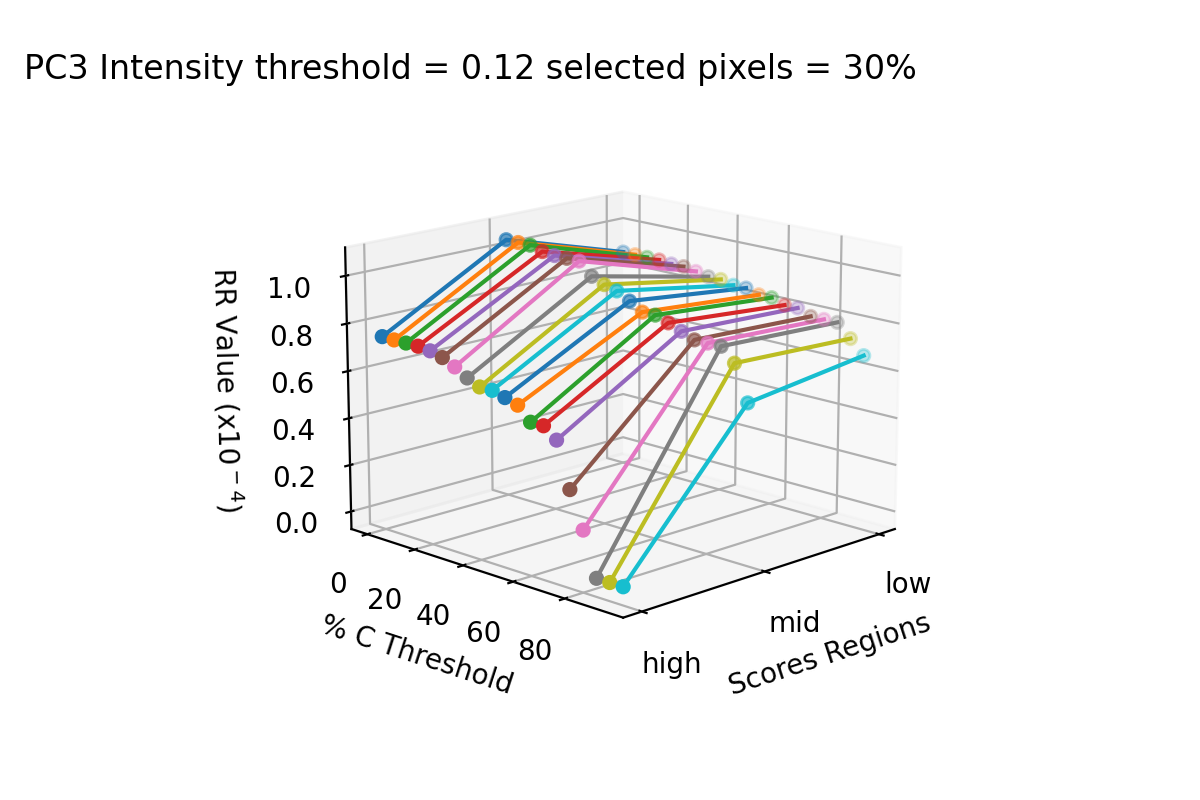 PC3 Intensity threshold = 0.12 selected pixels = 30%
RR Value (x10⁻⁴)
1.0
0.8
0.6
0.4
0.2
0.0
0
20
40
60
80
% C Threshold
high
mid
low
Scores Regions